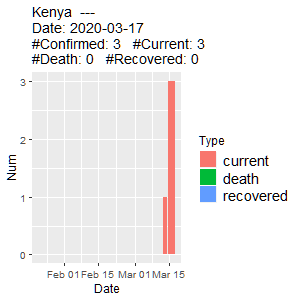 Kenya  ---
Date: 2020-03-17
#Confirmed: 3   #Current: 3
#Death: 0   #Recovered: 0
3
2
1
0
Num
Feb 01 Feb 15 Mar 01 Mar 15
Date
Type
current
death
recovered